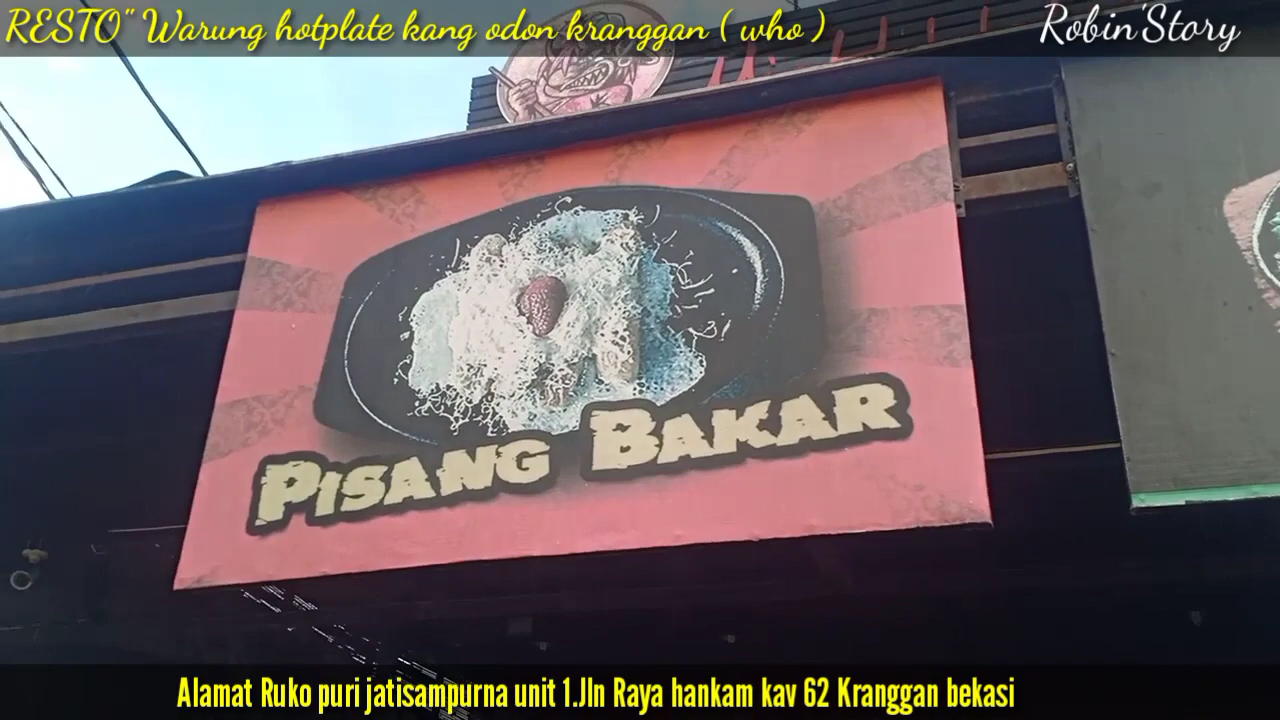 RESTO" Warung hotplate kang odon kranggan ( who )
Robin'Story
PISANG BAKAR
Alamat Ruko puri jatisampurna unit 1.Jln Raya hankam kav 62 Kranggan bekasi